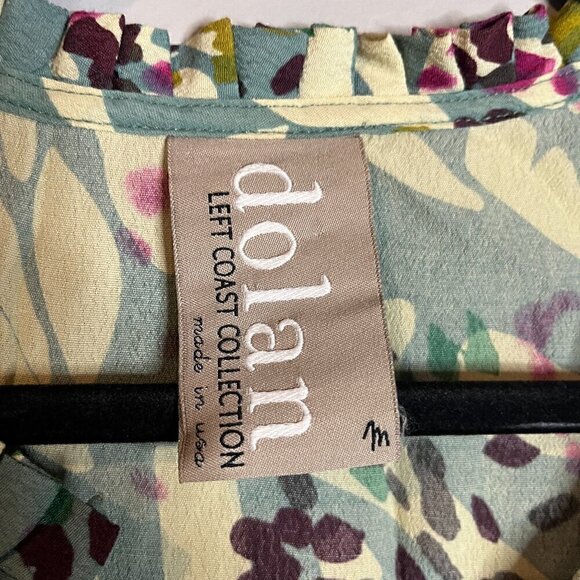 dolan
LEFT COAST COLLECTION
made in usa
m